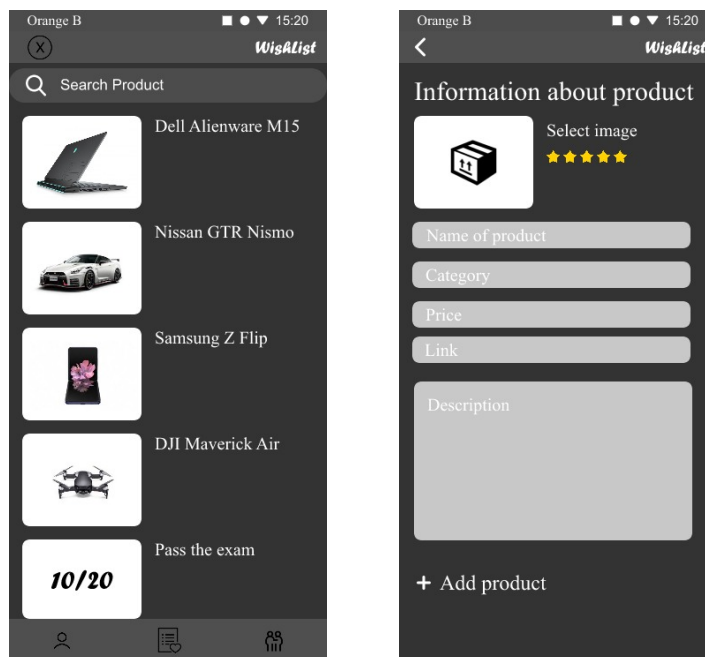 Orange B 15:20
X WishList
Search Product
Dell Alienware M15
Nissan GTR Nismo
Samsung Z Flip
DJI Maverick Air
Pass the exam
10/20
Orange B 15:20
WishList
Information about product
Select image
Name of product
Category
Price
Link
Description
+ Add product